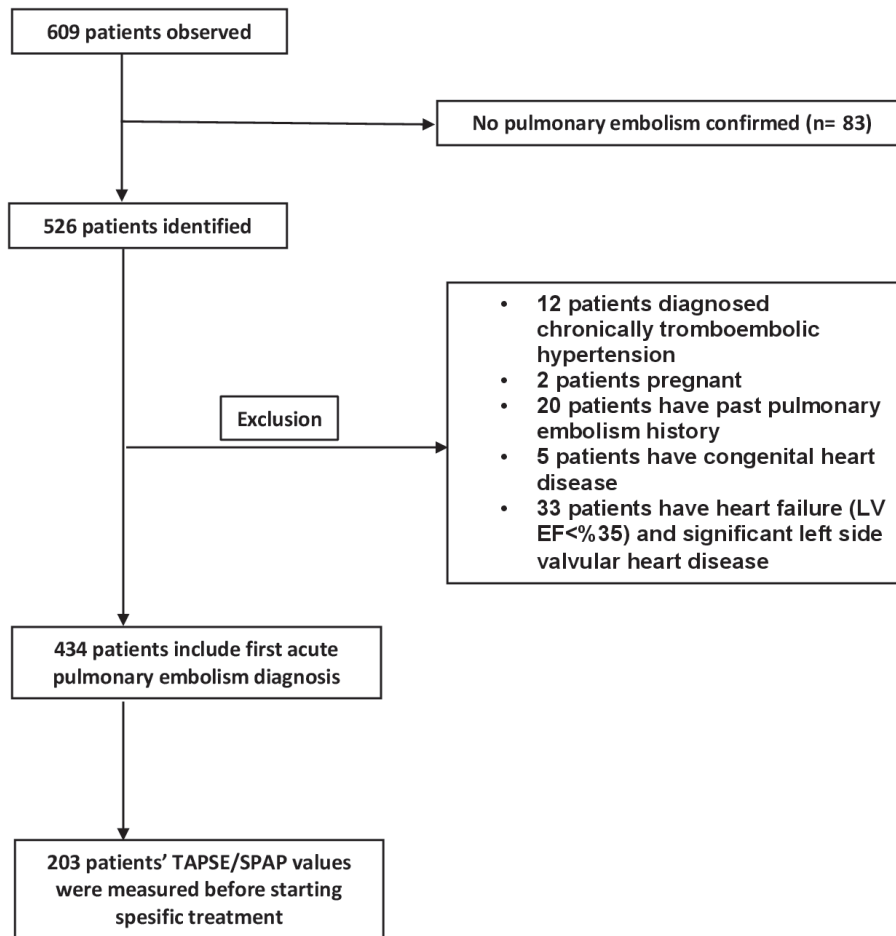 609 patients observed
No pulmonary embolism confirmed (n= 83)
526 patients identified
• 12 patients diagnosed
chronically tromboembolic
hypertension
• 2 patients pregnant
• 20 patients have past pulmonary
embolism history
• 5 patients have congenital heart
disease
• 33 patients have heart failure (LV
EF<%35) and significant left side
valvular heart disease
Exclusion
434 patients include first acute
pulmonary embolism diagnosis
203 patients’ TAPSE/SPAP values
were measured before starting
spesific treatment